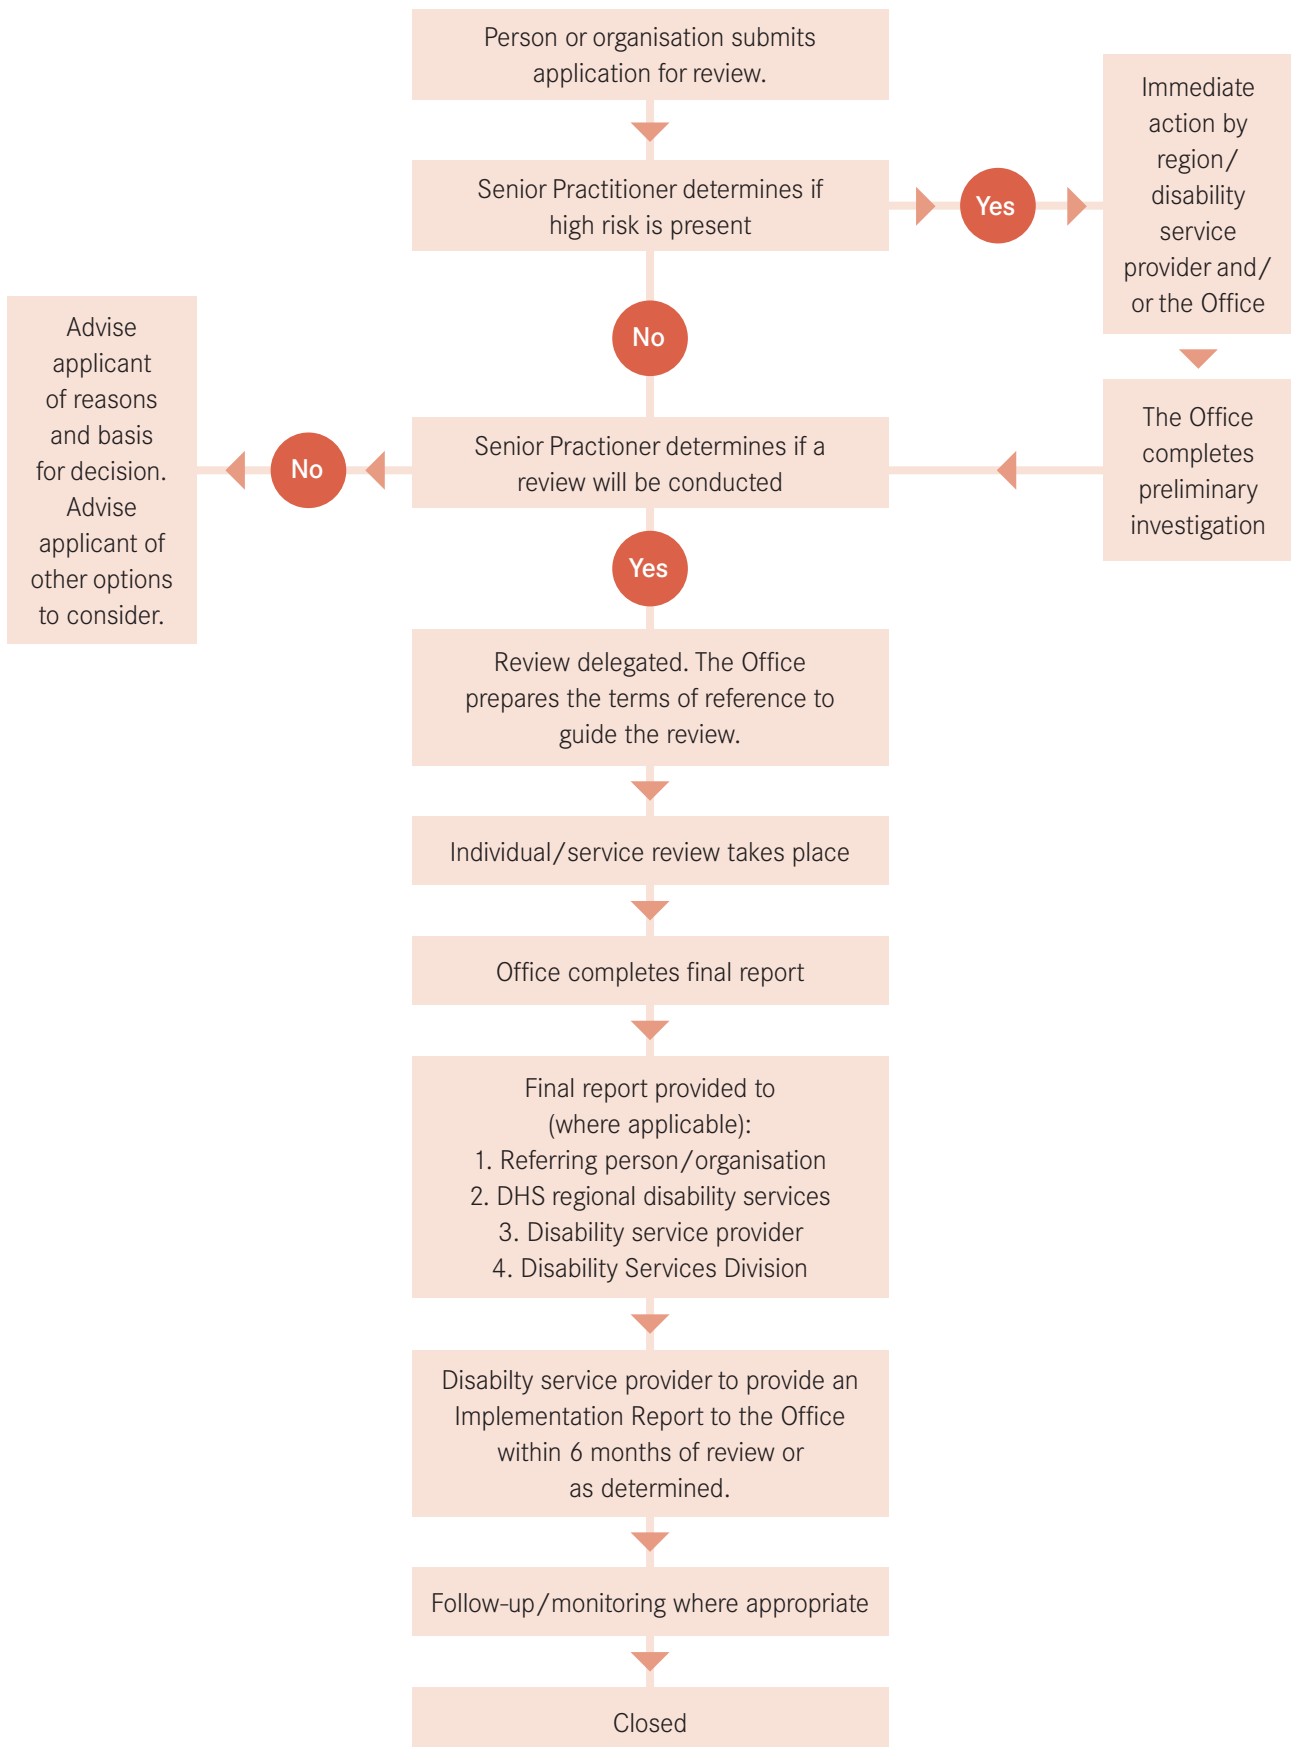 Person or organisation submits
application for review.
Senior Practitioner determines if
high risk is present
Yes
Immediate
action by
region/
disability
service
provider and/
or the Office
No
The Office
completes
preliminary
investigation
Senior Practioner determines if a
review will be conducted
No
Advise
applicant
of reasons
and basis
for decision.
Advise
applicant of
other options
to consider.
Yes
Review delegated. The Office
prepares the terms of reference to
guide the review.
Individual/service review takes place
Office completes final report
Final report provided to
(where applicable):
1. Referring person/organisation
2. DHS regional disability services
3. Disability service provider
4. Disability Services Division
Disabilty service provider to provide an
Implementation Report to the Office
within 6 months of review or
as determined.
Follow-up/monitoring where appropriate
Closed